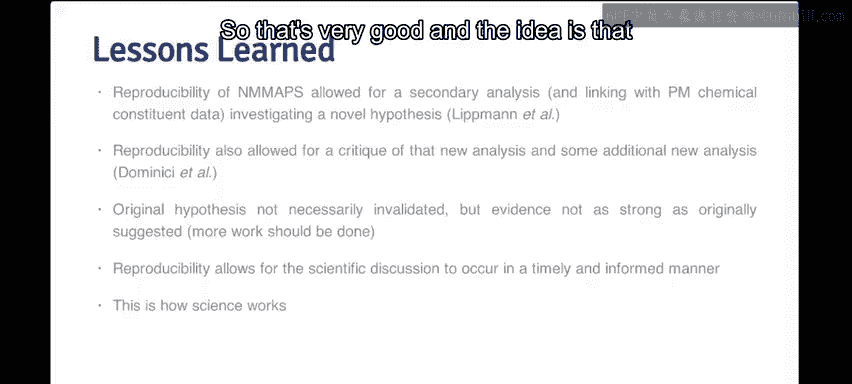 So that's very good and the idea is that
Lessons Learned
· Reproducibility of NMMAPS allowed for a secondary analysis (and linking with PM chemical
constituent data) investigating a novel hypothesis (Lippmann et al.)
· Reproducibility also allowed for a critique of that new analysis and some additional new analysis
(Dominici et al.)
· Original hypothesis not necessarily invalidated, but evidence not as strong as originally
suggested (more work should be done)
· Reproducibility allows for the scientific discussion to occur in a timely and informed manner
· This is how science works